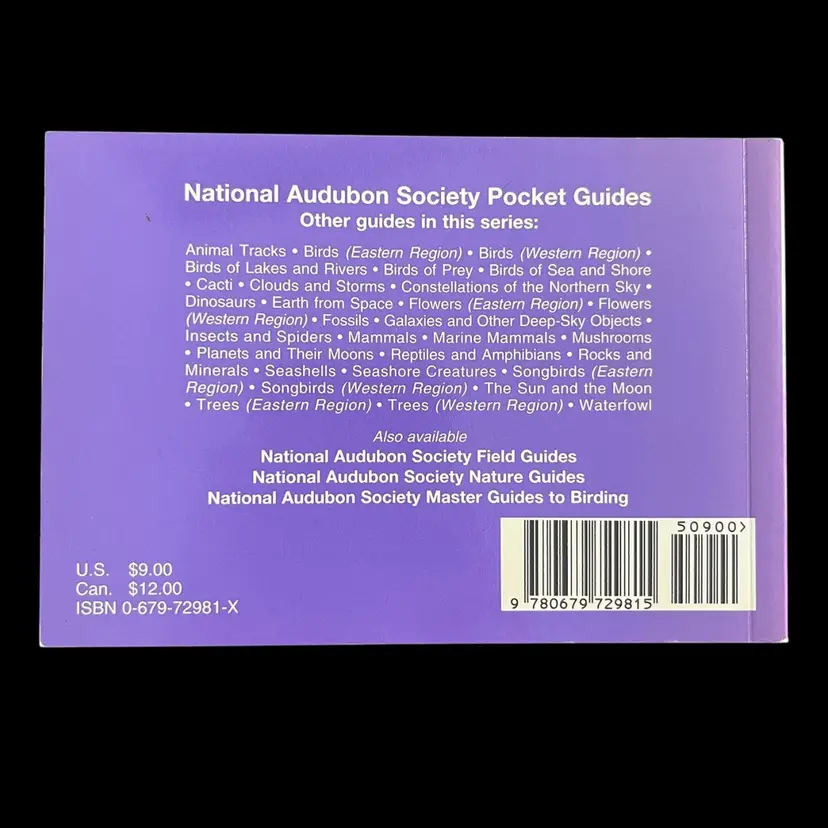 National Audubon Society Pocket Guides
Other guides in this series:
Animal Tracks • Birds (Eastern Region) • Birds (Western Region) •
Birds of Lakes and Rivers • Birds of Prey • Birds of Sea and Shore
• Cacti • Clouds and Storms • Constellations of the Northern Sky •
Dinosaurs • Earth from Space • Flowers (Eastern Region) • Flowers
(Western Region) • Fossils • Galaxies and Other Deep-Sky Objects •
Insects and Spiders • Mammals • Marine Mammals • Mushrooms
• Planets and Their Moons • Reptiles and Amphibians • Rocks and
Minerals • Seashells • Seashore Creatures • Songbirds (Eastern
Region) • Songbirds (Western Region) • The Sun and the Moon
• Trees (Eastern Region) • Trees (Western Region) • Waterfowl
Also available
National Audubon Society Field Guides
National Audubon Society Nature Guides
National Audubon Society Master Guides to Birding
U.S. $9.00
Can. $12.00
ISBN 0-679-72981-X
50900>
9 780679 729815